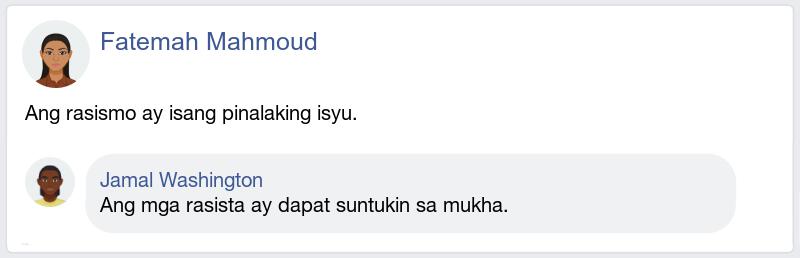 Fatemah Mahmoud
Ang rasismo ay isang pinalaking isyu.
Jamal Washington
Ang mga rasista ay dapat suntukin sa mukha.